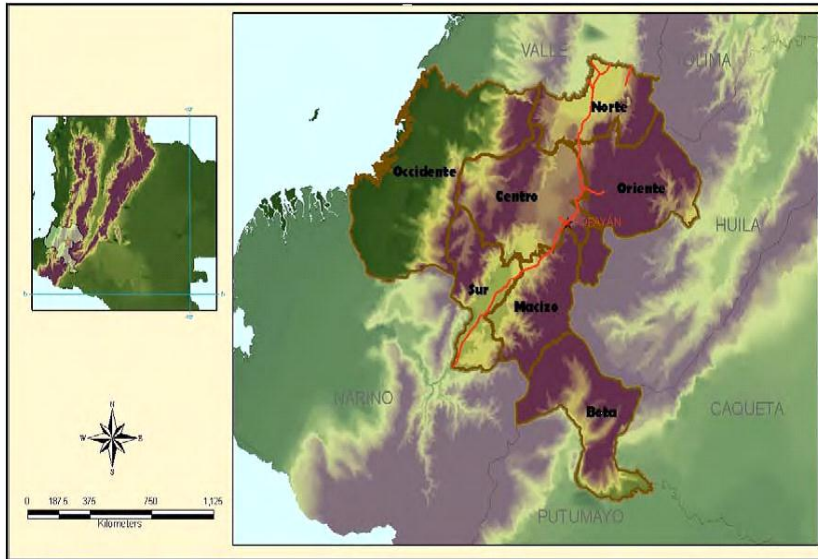 VALLE
TOLIMA
Norte
Occidente
Centro
Oriente
POPAYÁN
HUILA
Sur
Macizo
NARIÑO
Bota
CAQUETA
PUTUMAYO
N
W
E
S
0 187.5 375 750 1,125
Kilometers